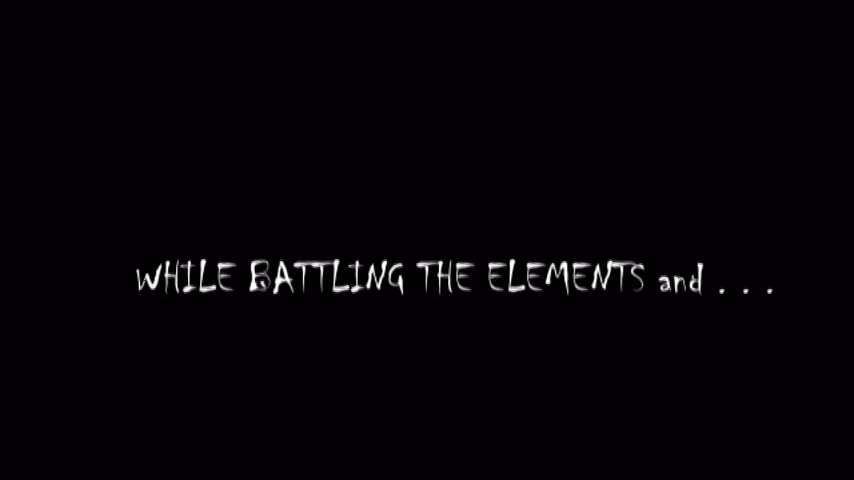 WHILE BATTLING THE ELEMENTS and . . .